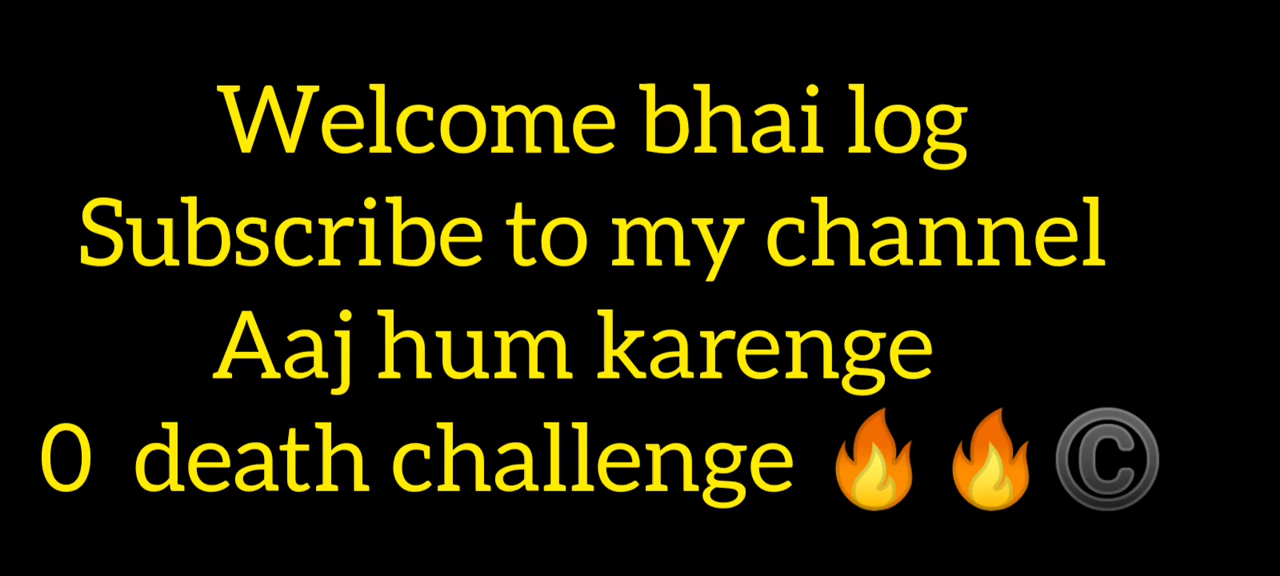 Welcome bhai log
Subscribe to my channel
Aaj hum karenge
0 death challenge 🔥 🔥 ©